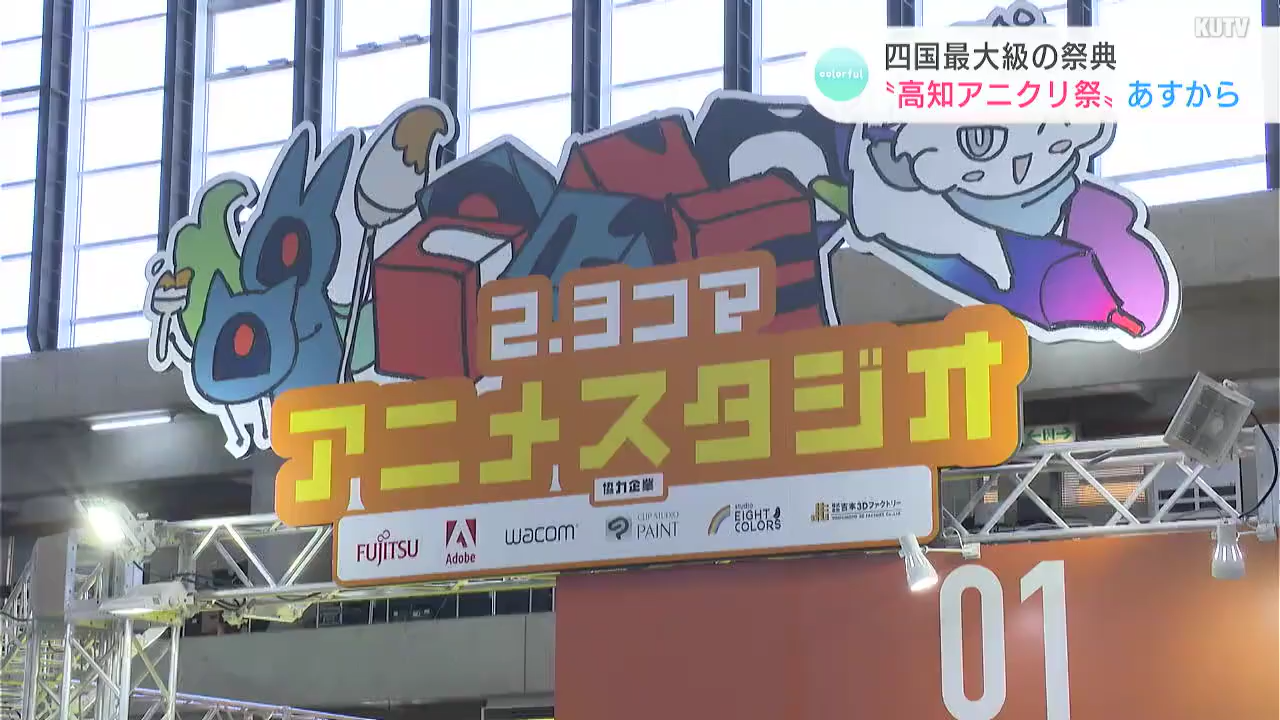 KUTV
colorful
四国最大級の祭典
〝高知アニクリ祭〟あすから
2.ヨコア
アニメスタジオ
協力企業
FUJITSU
Adobe
wacom
CLIP STUDIO
PAINT
studio
EIGHT
COLORS
吉本3Dファクトリー
01